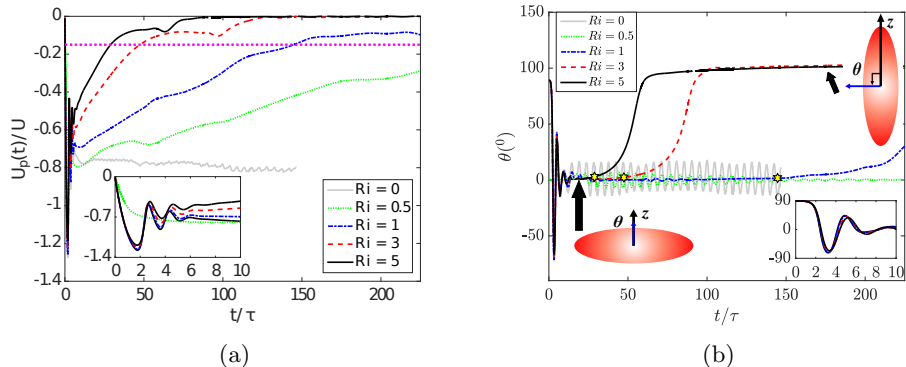 0
-0.2
-0.4
-0.6
-0.8
-1
-1.2
-1.4
U_p(t)/U
0 50 100 150 200
t/τ
0
-0.7
-1.4
0 2 4 6 8 10
Ri = 0
Ri = 0.5
Ri = 1
Ri = 3
Ri = 5
(a)
150
100
50
0
-50
θ(⁰)
0 50 100 150 200
t/τ
Ri = 0
Ri = 0.5
Ri = 1
Ri = 3
Ri = 5
z
θ
θ z
90
0
-90
0 2 4 6 8 10
(b)